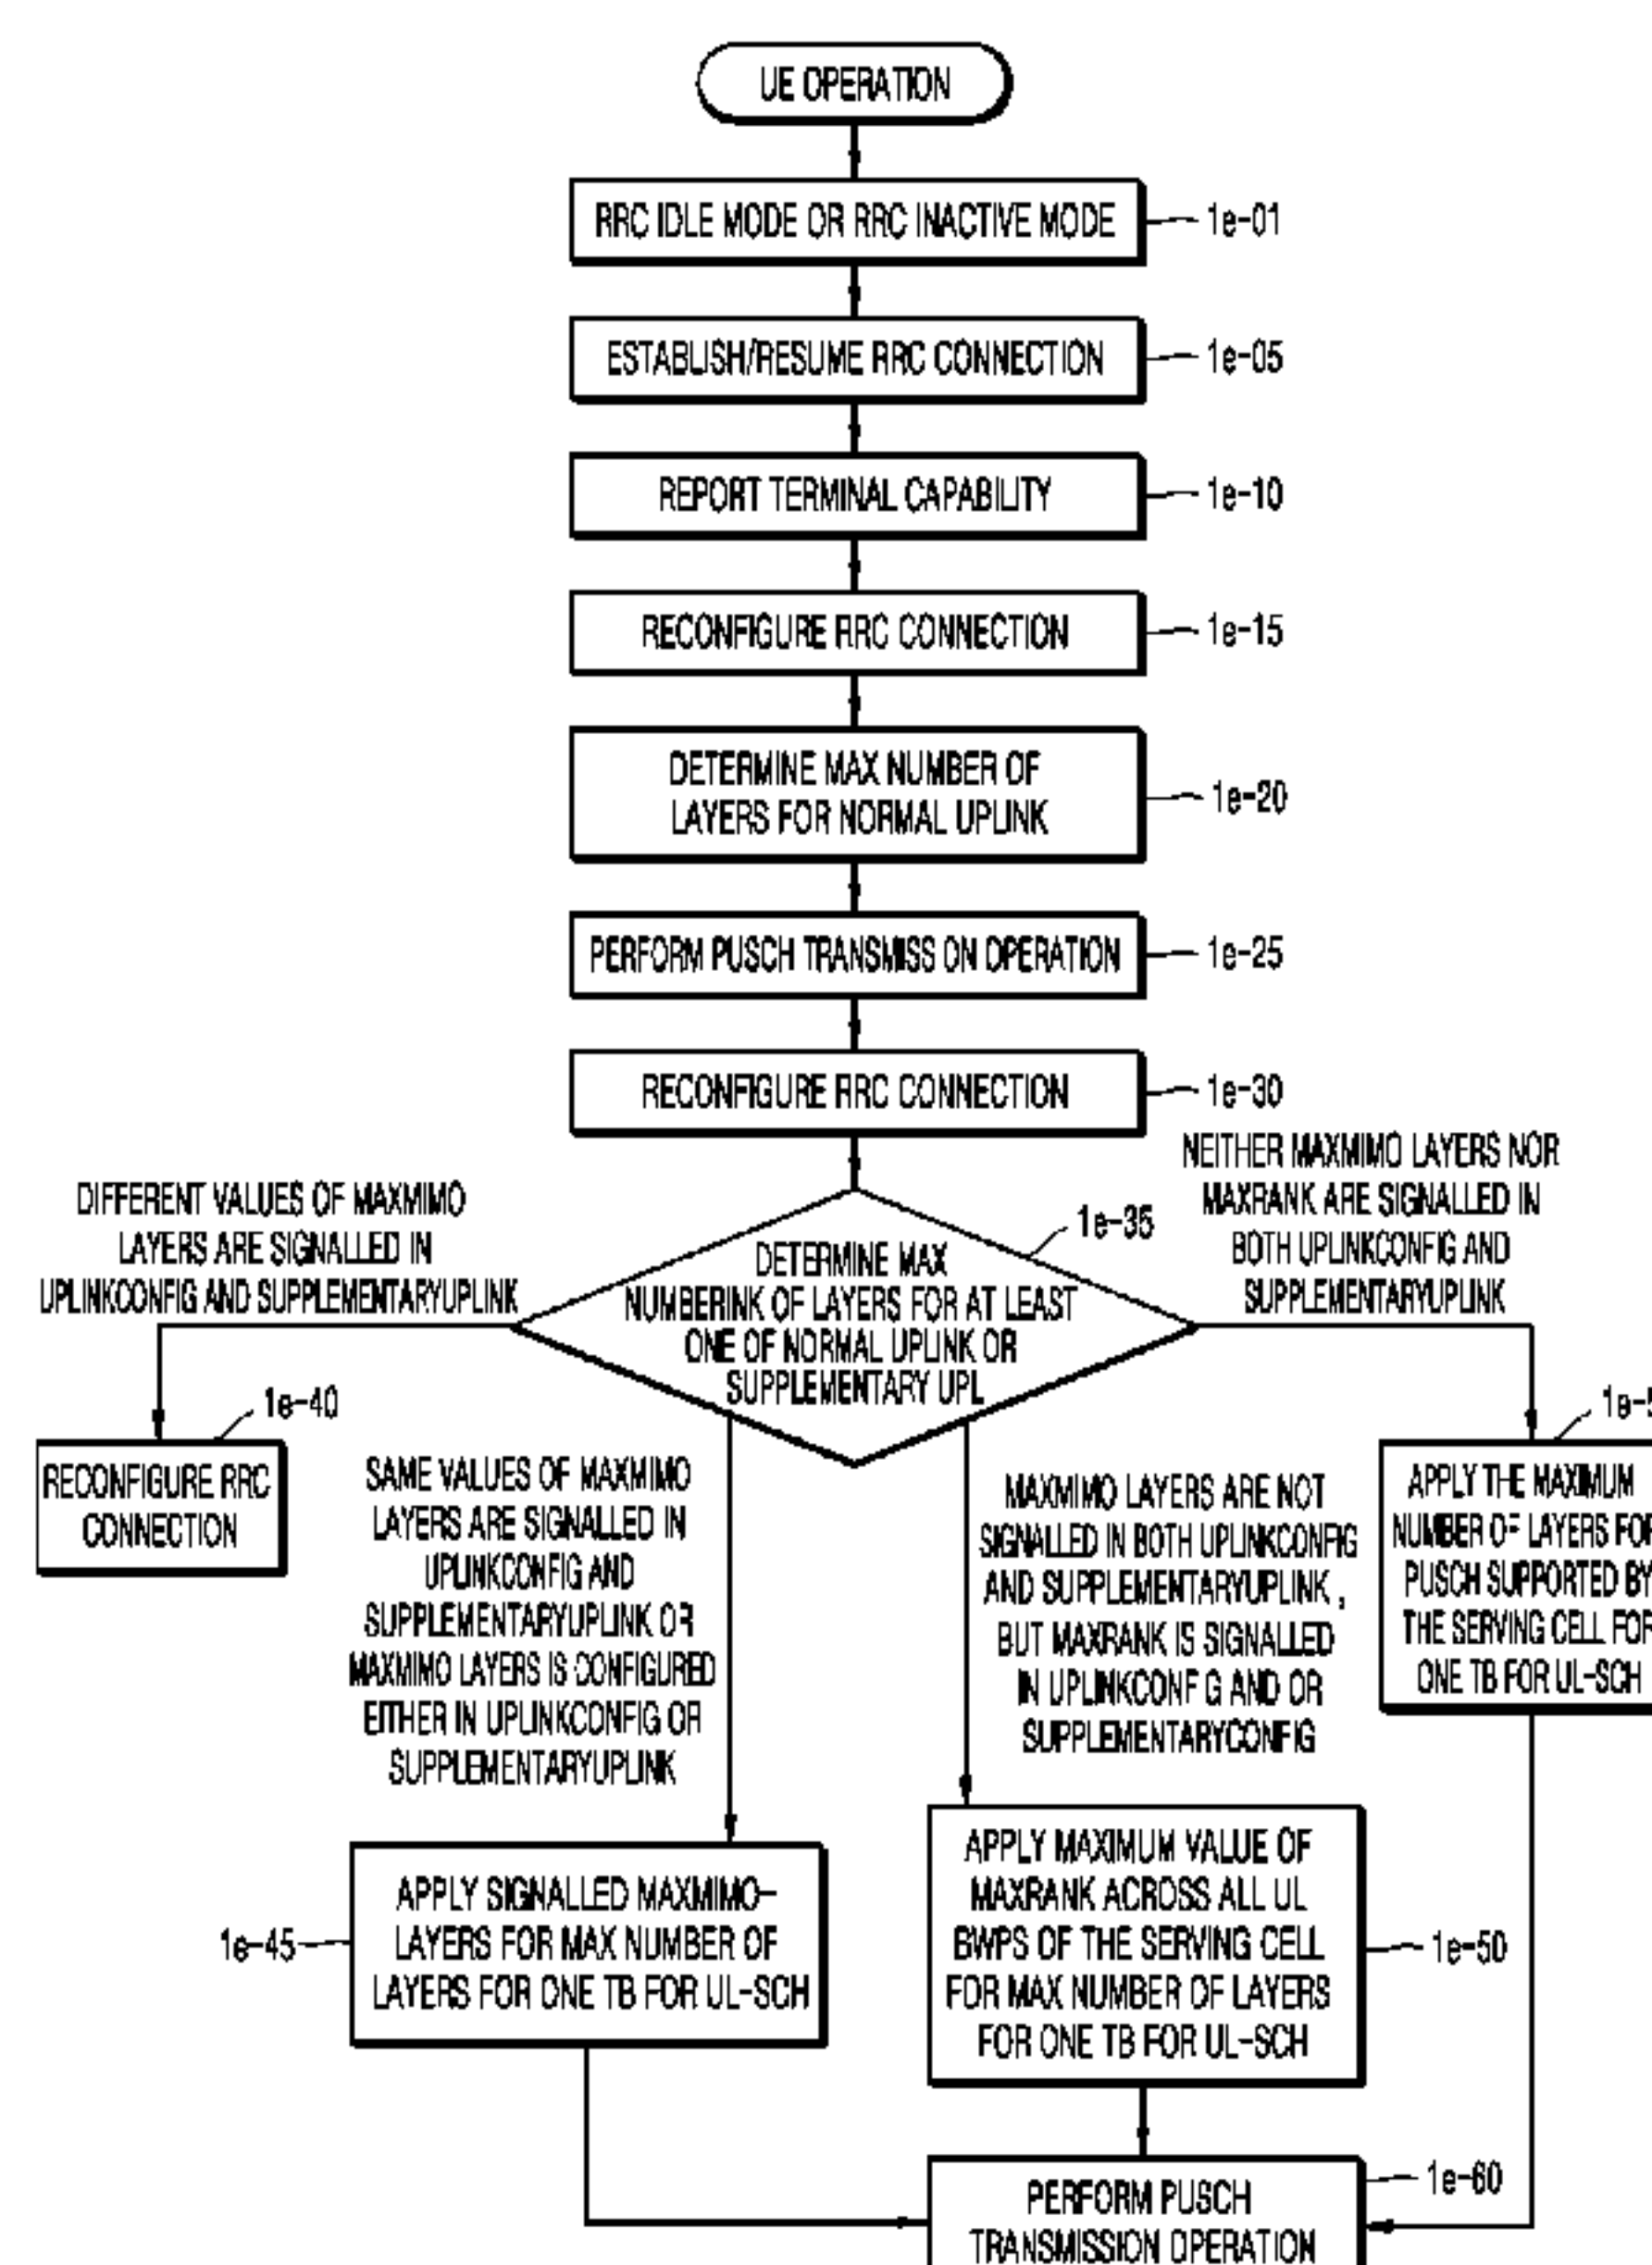 UE OPERATION
RRC IDLE MODE OR RRC INACTIVE MODE
1e-01
ESTABLISH/RESUME RRC CONNECTION
1e-05
REPORT TERMINAL CAPABILITY
1e-10
RECONFIGURE RRC CONNECTION
1e-15
DETERMINE MAX NUMBER OF
LAYERS FOR NORMAL UPLINK
1e-20
PERFORM PUSCH TRANSMISS ON OPERATION
1e-25
RECONFIGURE RRC CONNECTION
1e-30
DIFFERENT VALUES OF MAXMIMO
LAYERS ARE SIGNALLED IN
UPLINKCONFIG AND SUPPLEMENTARYUPLINK
NEITHER MAXMIMO LAYERS NOR
MAXRANK ARE SIGNALLED IN
BOTH UPLINKCONFIG AND
SUPPLEMENTARYUPLINK
1e-35
DETERMINE MAX
NUMBERINK OF LAYERS FOR AT LEAST
ONE OF NORMAL UPLINK OR
SUPPLEMENTARY UPL
1e-40
RECONFIGURE RRC
CONNECTION
SAME VALUES OF MAXMIMO
LAYERS ARE SIGNALLED IN
UPLINKCONFIG AND
SUPPLEMENTARYUPLINK OR
MAXMIMO LAYERS IS CONFIGURED
EITHER IN UPLINKCONFIG OR
SUPPLEMENTARYUPLINK
MAXMIMO LAYERS ARE NOT
SIGNALLED IN BOTH UPLINKCONFIG
AND SUPPLEMENTARYUPLINK ,
BUT MAXRANK IS SIGNALLED
IN UPLINKCONF G AND OR
SUPPLEMENTARYCONFIG
APPLY THE MAXIMUM
NUMBER OF LAYERS FOR
PUSCH SUPPORTED BY
THE SERVING CELL FOR
ONE TB FOR UL-SCH
1e-45
APPLY SIGNALLED MAXMIMO-
LAYERS FOR MAX NUMBER OF
LAYERS FOR ONE TB FOR UL-SCH
APPLY MAXIMUM VALUE OF
MAXRANK ACROSS ALL UL
BWPS OF THE SERVING CELL
FOR MAX NUMBER OF LAYERS
FOR ONE TB FOR UL-SCH
1e-50
PERFORM PUSCH
TRANSMISSION OPERATION
1e-60